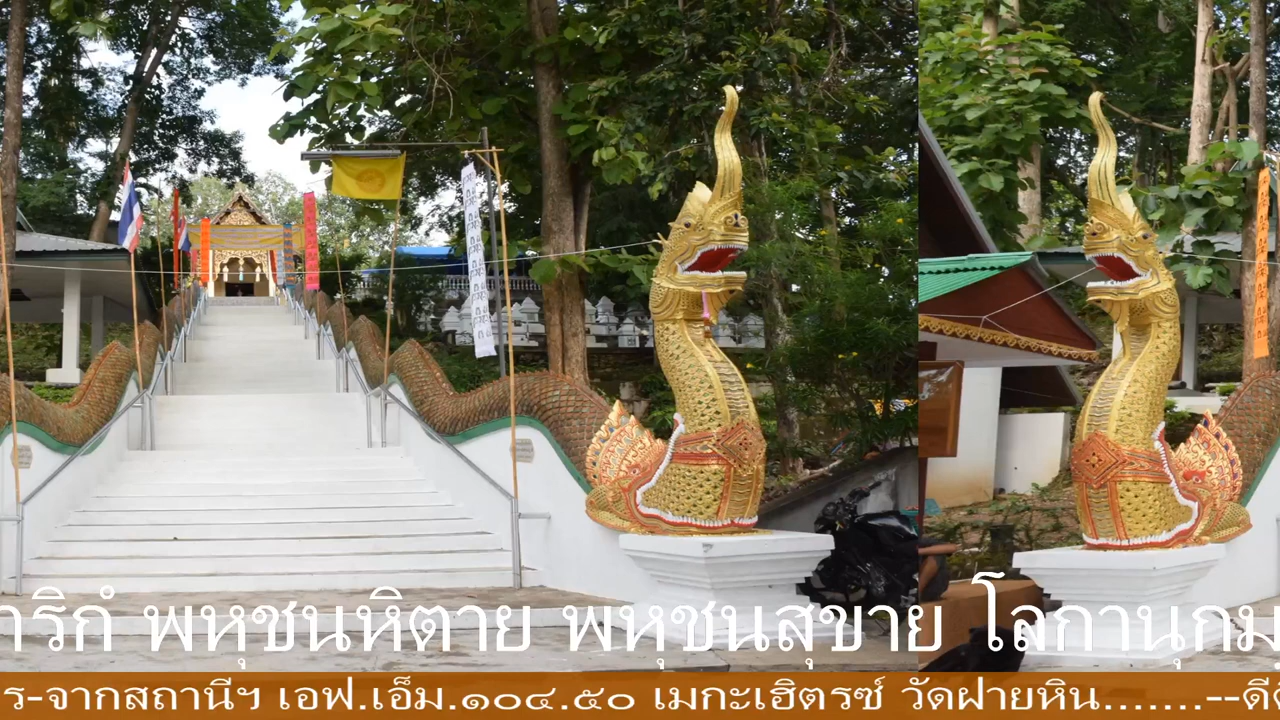 าริกํ พหุชนหิตาย พหุชนสุขาย โลกานุกม
ร-จากสถานีฯ เอฟ.เอ็ม.๑๐๔.๕๐ เมกะเฮิตรซ์ วัดฝายหิน.......--ดี